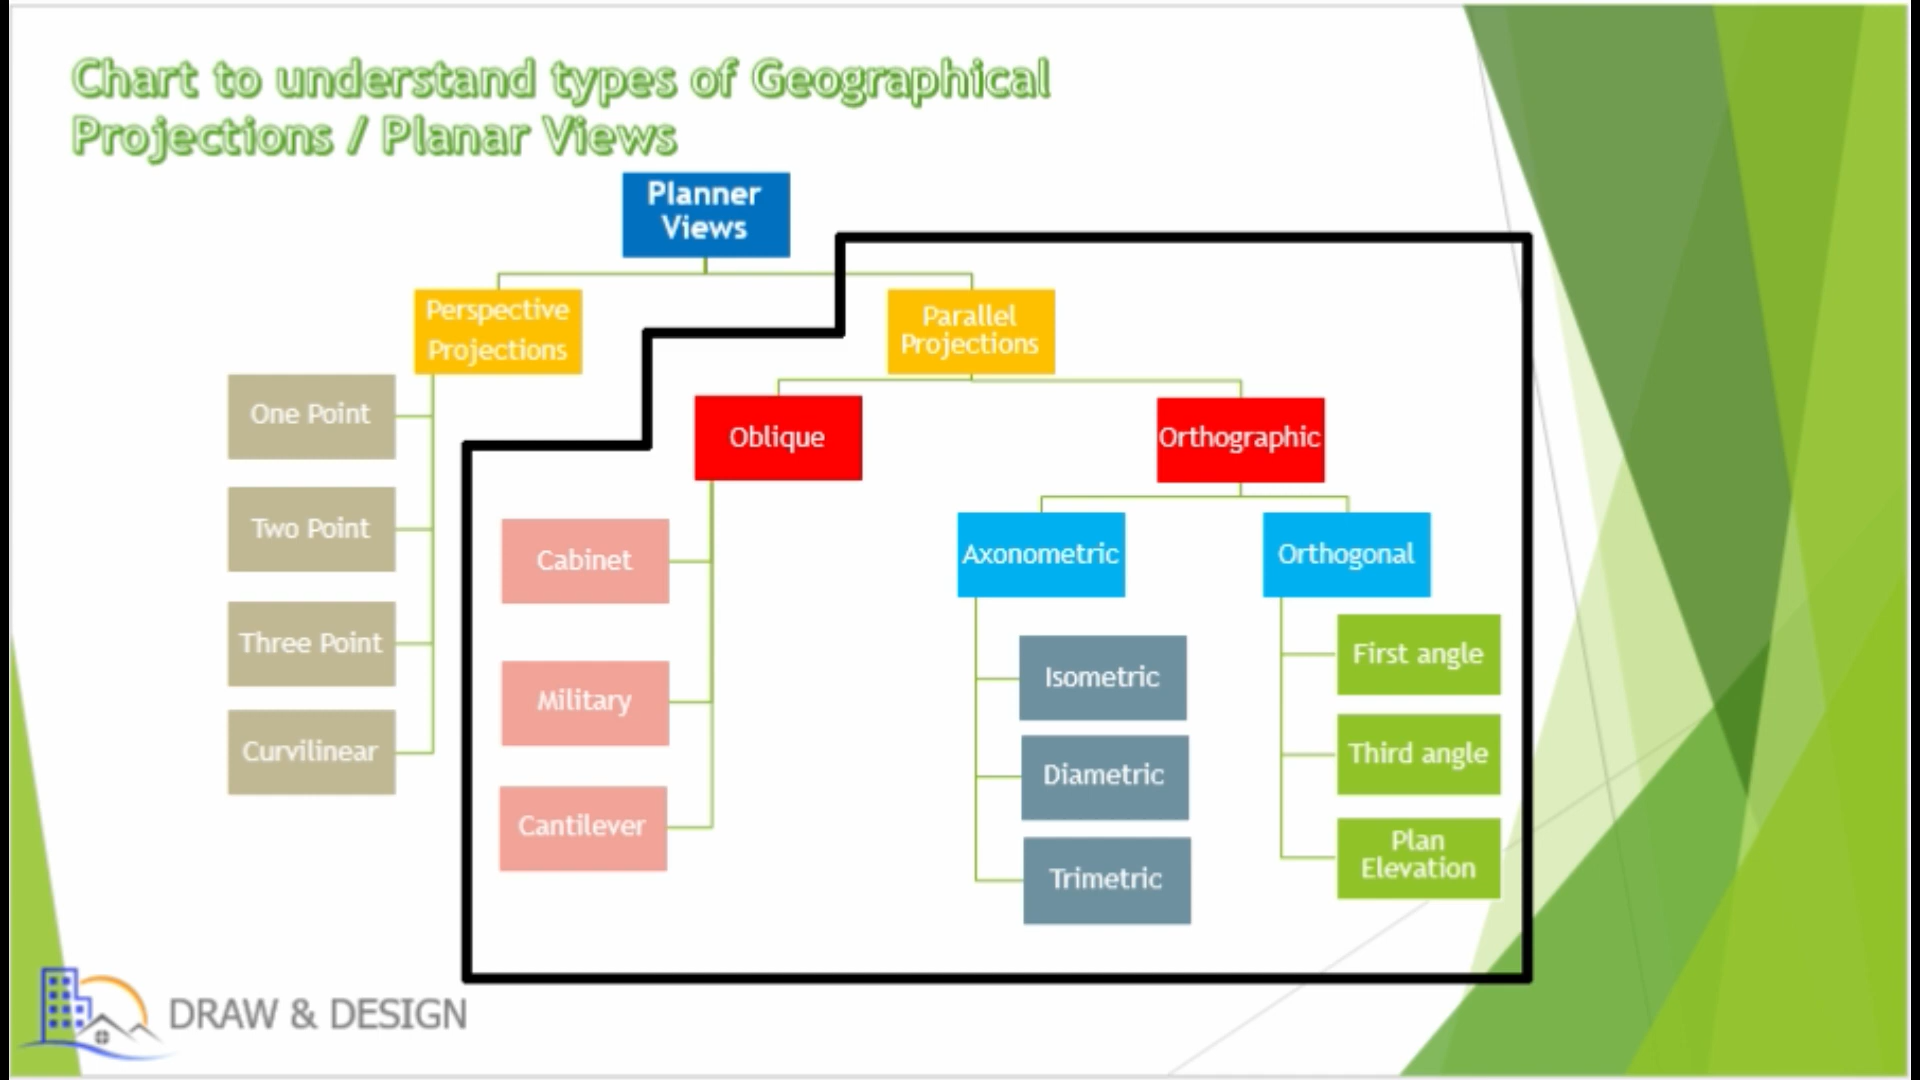 Chart to understand types of Geographical
Projections / Planar Views
Planner
Views
Perspective
Projections
Parallel
Projections
One Point
Two Point
Three Point
Curvilinear
Oblique
Orthographic
Cabinet
Military
Cantilever
Axonometric
Orthogonal
Isometric
Diametric
Trimetric
First angle
Third angle
Plan
Elevation
DRAW & DESIGN